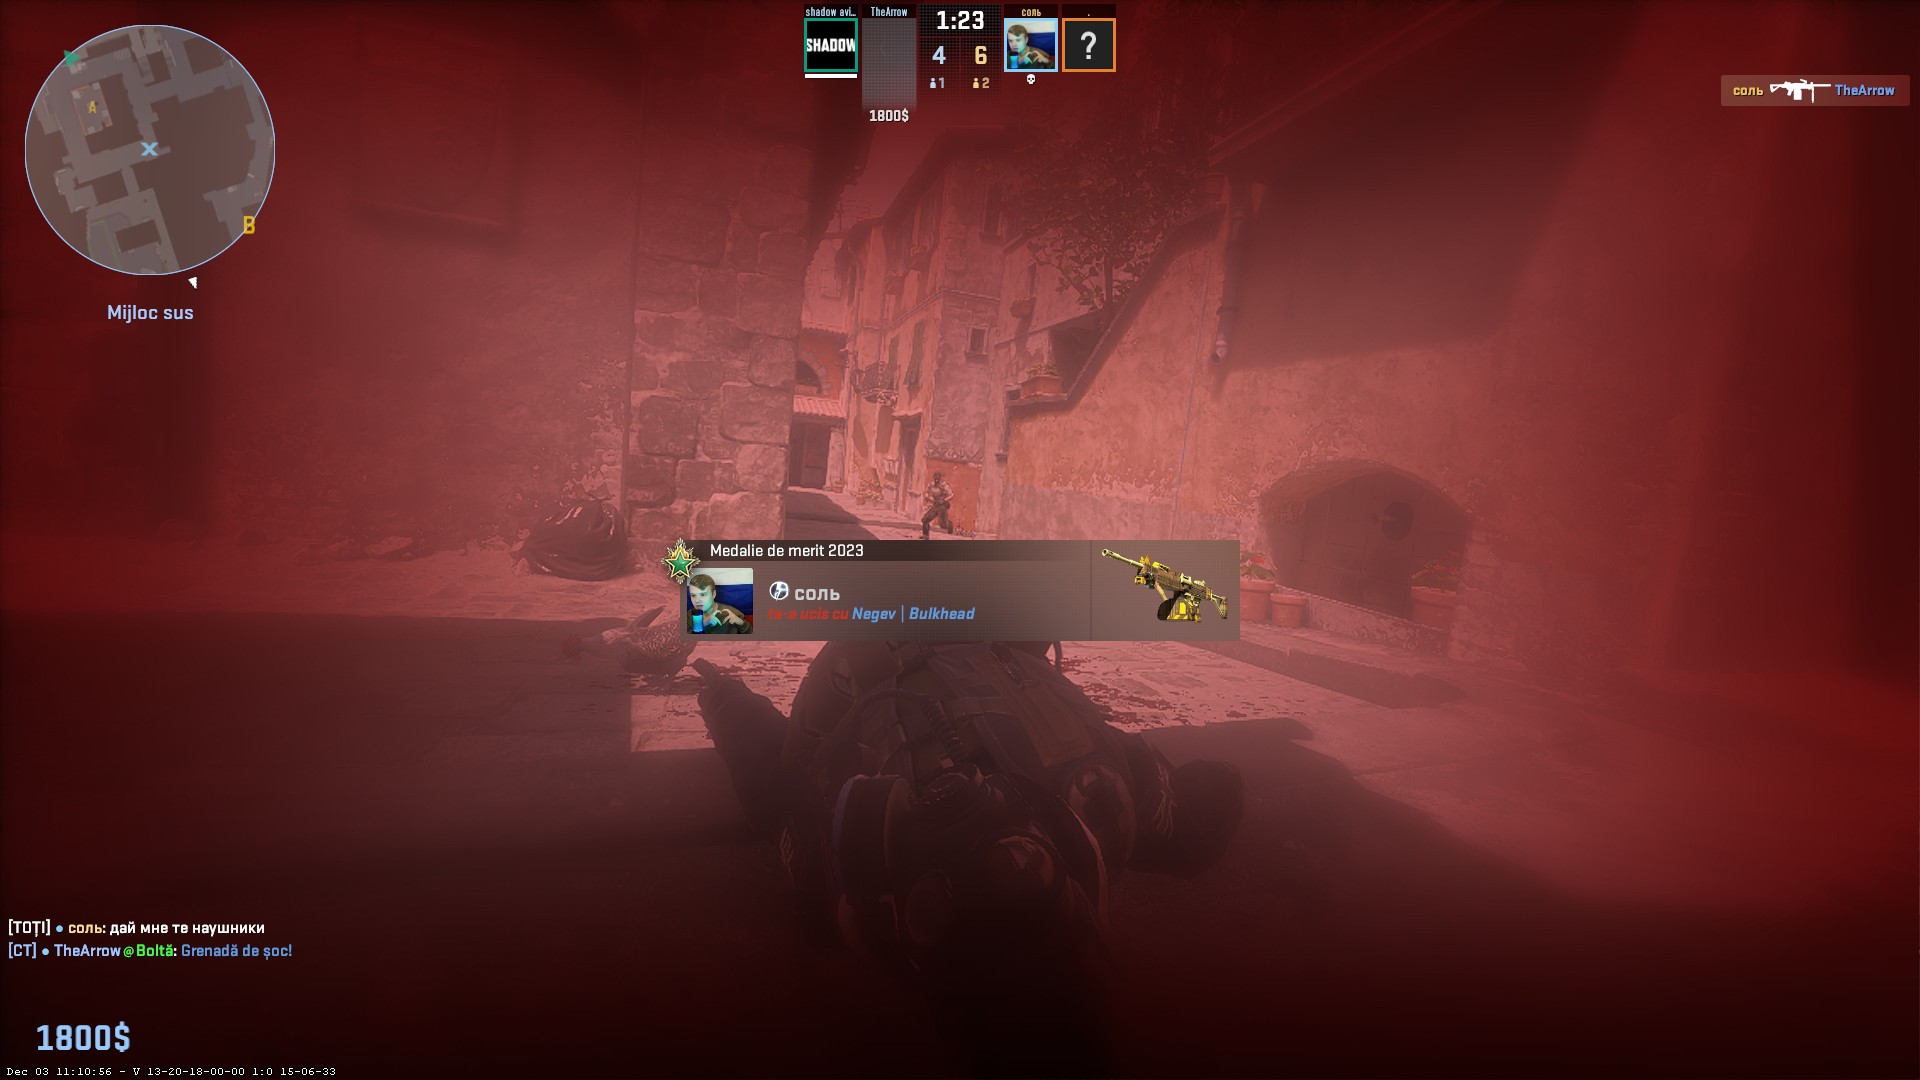 shadow avi...
TheArrow
1:23
соль
.
SHADOW
4
6
?
1
2
1800$
соль TheArrow
A
B
Mijloc sus
Medalie de merit 2023
соль
te-a ucis cu Negev | Bulkhead
[TOȚI] • соль: дай мне те наушники
[CT] • TheArrow@Boltă: Grenadă de șoc!
1800$
Dec 03 11:10:56 - V 13-20-18-00-00 1:0 15-06-33